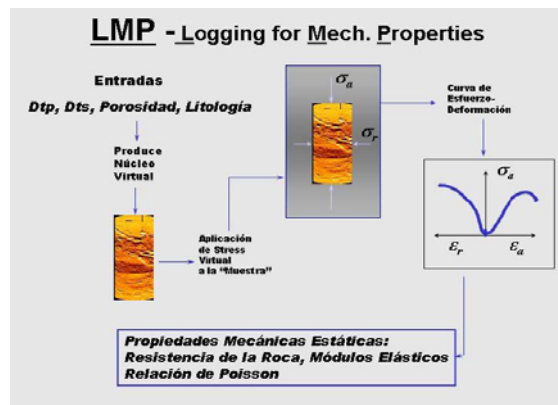 LMP - Logging for Mech. Properties
Entradas
Dtp, Dts, Porosidad, Litología
Produce
Núcleo
Virtual
Aplicación
de Stress
Virtual
a la "Muestra"
σa
σr
Curva de
Esfuerzo-
Deformación
σa
εr
εa
Propiedades Mecánicas Estáticas:
Resistencia de la Roca, Módulos Elásticos
Relación de Poisson